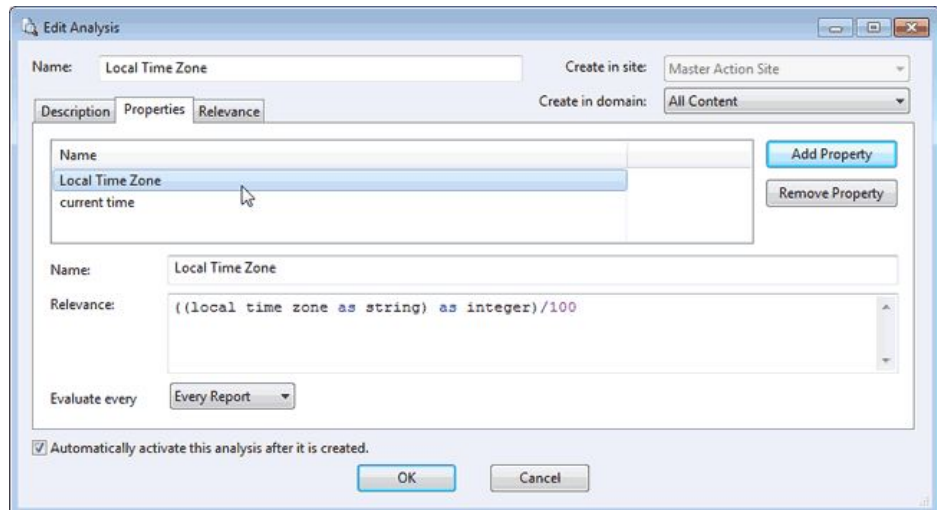 Edit Analysis
Name: Local Time Zone Create in site: Master Action Site
Create in domain: All Content
Description Properties Relevance
Name
Add Property
Local Time Zone
Remove Property
current time
Name: Local Time Zone
Relevance: ((local time zone as string) as integer)/100
Evaluate every Every Report
Automatically activate this analysis after it is created.
OK Cancel